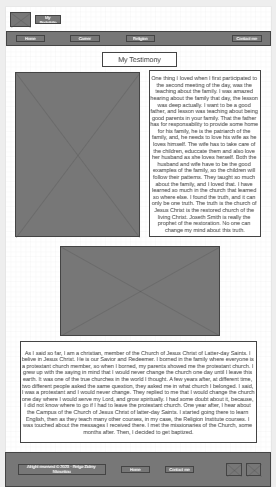 My
Home
Career
Religion
Contact me
My Testimony
One thing I loved when I first participated to
the second meeting of the day, was the
teaching about the family. I was amazed
hearing about the family that day, the lesson
was deep actually. I want to be a good
father, and lesson was teaching about being
good parents in your family. That the father
has for responsability to provide some home
for his family, he is the patriarch of the
family, and, he needs to love his wife as he
loves himself. The wife has to take care of
the children, educate them and also love
her husband as she loves herself. Both the
husband and wife have to be the good
examples of the family, so the children will
follow their patterns. They taught so much
about the family, and I loved that. I have
learned so much in the church that learned
so where else. I found the truth, and it can
only be one truth. The truth is the church of
Jesus Christ is the restored church of the
living Christ. Joseth Smith is really the
prophet of the restoration. No one can
change my mind about this truth.
As I said so far, I am a christian, member of the Church of Jesus Christ of Latter-day Saints. I
belive in Jesus Christ. He is our Savior and Redeemer. I borned in the family where everyone is
a protestant church member, so when I borned, my parents showed me the protestant church. I
grew up with the saying in mind that I would never change the church one day until I leave this
earth. It was one of the true churches in the world I thought. A few years after, at different time,
two different people asked the same question, they asked me in what church I belonged. I said,
I was a protestant and I would never change. They replied to me that I would change the church
one day where I would serve my Lord, and grow spiritually. I had some doubt about it, because,
I did not know where to go if I had to leave the protestant church. One year after, I hear about
the Campus of the Church of Jesus Christ of latter-day Saints. I started going there to learn
English, then as they teach many other courses, in my case, the Religion Institute courses. I
was touched about the messages I received there. I met the missionaries of the Church, some
months after. Then, I decided to get baptized.
Alright reserved © 2023 -
Home
Contact me